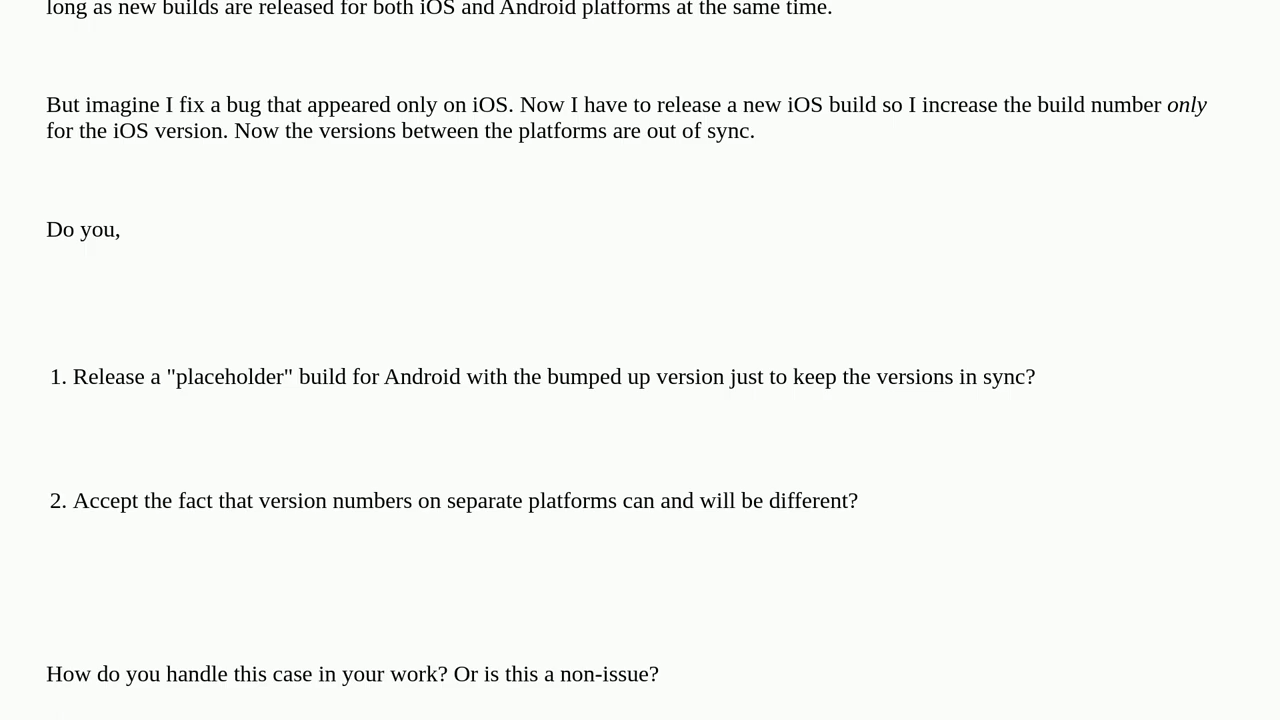 long as new builds are released for both iOS and Android platforms at the same time.
But imagine I fix a bug that appeared only on iOS. Now I have to release a new iOS build so I increase the build number only
for the iOS version. Now the versions between the platforms are out of sync.
Do you,
1. Release a "placeholder" build for Android with the bumped up version just to keep the versions in sync?
2. Accept the fact that version numbers on separate platforms can and will be different?
How do you handle this case in your work? Or is this a non-issue?